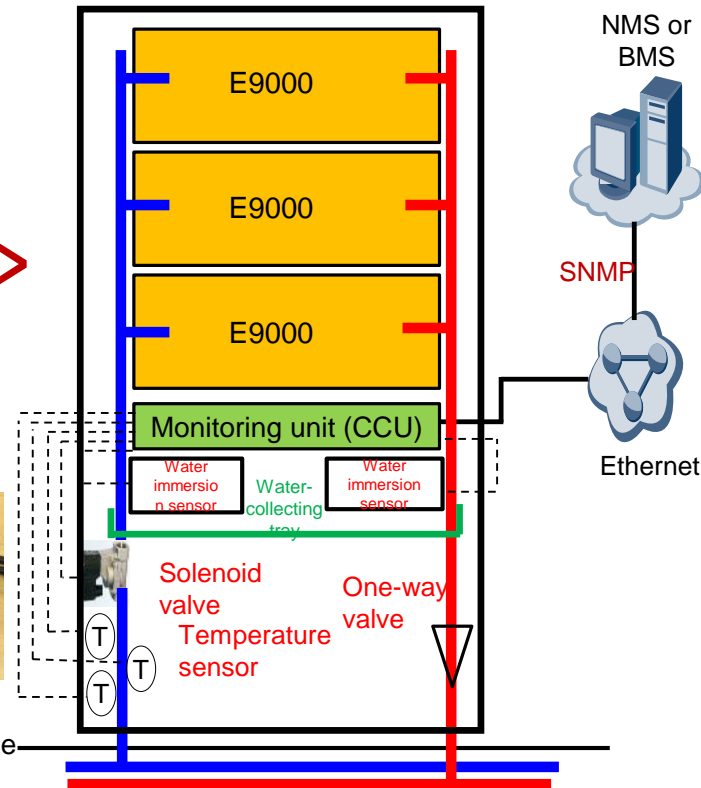 NMS or
BMS
E9000
E9000
SNMP
E9000
Monitoring unit (CCU)
Ethernet
Water
immersio
n sensor
Water-
collecting
tray
Water
immersion
sensor
Solenoid
valve
One-way
valve
Temperature
sensor
T
T
T
e